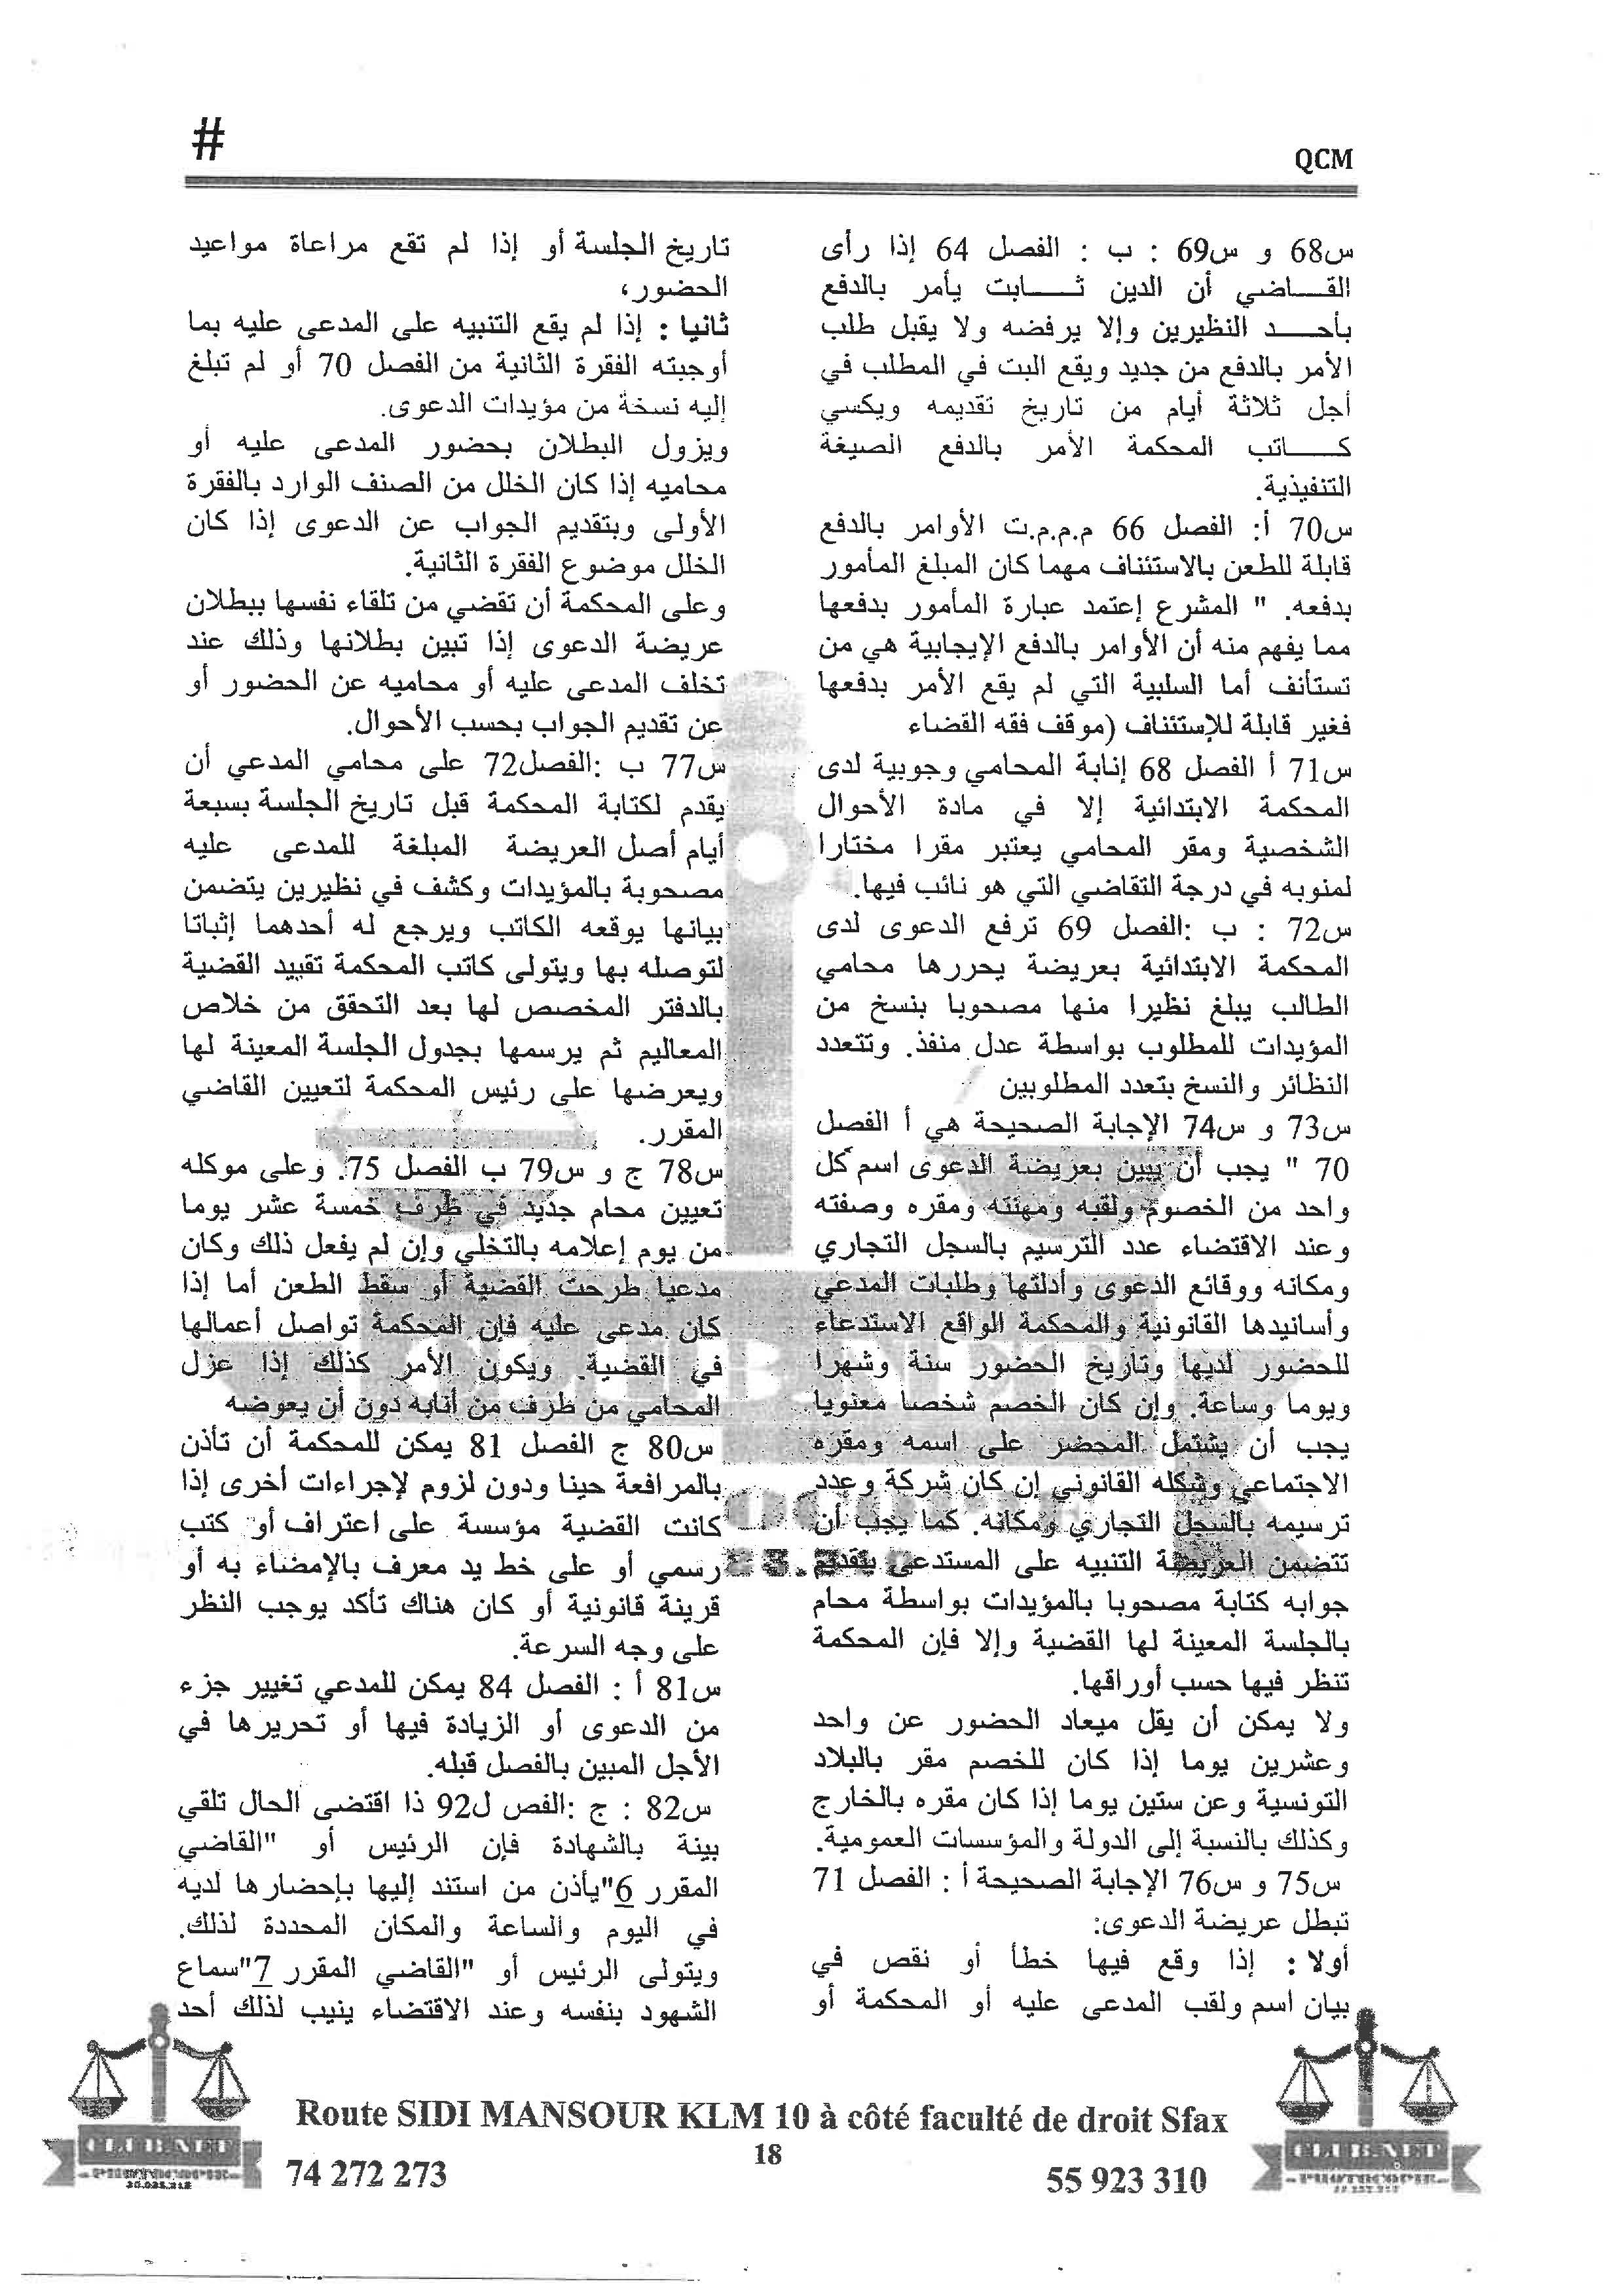 #
QCM
س68 و س69 : ب : الفصل 64 إذا رأى
القـــاضي أن الدين ثـــابت يأمر بالدفع
بأحـــد النظيرين وإلا يرفضه ولا يقبل طلب
الأمر بالدفع من جديد ويقع البت في المطلب في
أجل ثلاثة أيام من تاريخ تقديمه ويكسي
كـــاتب المحكمة الأمر بالدفع الصيغة
التنفيذية.
س70 أ: الفصل 66 م.م.م.ت الأوامر بالدفع
قابلة للطعن بالاستئناف مهما كان المبلغ المأمور
بدفعه. " المشرع إعتمد عبارة المأمور بدفعها
مما يفهم منه أن الأوامر بالدفع الإيجابية هي من
تستأنف أما السلبية التي لم يقع الأمر بدفعها
فغير قابلة للإستئناف (موقف فقه القضاء
س71 أ الفصل 68 إنابة المحامي وجوبية لدى
المحكمة الابتدائية إلا في مادة الأحوال
الشخصية ومقر المحامي يعتبر مقرا مختارا
لمنوبه في درجة التقاضي التي هو نائب فيها.
س72 : ب :الفصل 69 ترفع الدعوى لدى
المحكمة الابتدائية بعريضة يحررها محامي
الطالب يبلغ نظيرا منها مصحوبا بنسخ من
المؤيدات للمطلوب بواسطة عدل منفذ. وتتعدد
النظائر والنسخ بتعدد المطلوبين
س73 و س74 الإجابة الصحيحة هي أ الفصل
70 " يجب أن يبين بعريضة الدعوى اسم كل
واحد من الخصوم ولقبه ومهنته ومقره وصفته
وعند الاقتضاء عدد الترسيم بالسجل التجاري
ومكانه ووقائع الدعوى وأدلتها وطلبات المدعي
وأسانيدها القانونية والمحكمة الواقع الاستدعاء
للحضور لديها وتاريخ الحضور سنة وشهرا
ويوما وساعة. وإن كان الخصم شخصا معنويا
يجب أن يشتمل المحضر على اسمه ومقره
الاجتماعي وشكله القانوني إن كان شركة وعدد
ترسيمه بالسجل التجاري ومكانه. كما يجب أن
تتضمن العريضة التنبيه على المستدعى بتقديم
جوابه كتابة مصحوبا بالمؤيدات بواسطة محام
بالجلسة المعينة لها القضية وإلا فإن المحكمة
تنظر فيها حسب أوراقها.
ولا يمكن أن يقل ميعاد الحضور عن واحد
وعشرين يوما إذا كان للخصم مقر بالبلاد
التونسية وعن ستين يوما إذا كان مقره بالخارج
وكذلك بالنسبة إلى الدولة والمؤسسات العمومية.
س75 و س76 الإجابة الصحيحة أ : الفصل 71
تبطل عريضة الدعوى:
أولا : إذا وقع فيها خطأ أو نقص في
بيان اسم ولقب المدعى عليه أو المحكمة أو
تاريخ الجلسة أو إذا لم تقع مراعاة مواعيد
الحضور،
ثانيا : إذا لم يقع التنبيه على المدعى عليه بما
أوجبته الفقرة الثانية من الفصل 70 أو لم تبلغ
إليه نسخة من مؤيدات الدعوى.
ويزول البطلان بحضور المدعى عليه أو
محاميه إذا كان الخلل من الصنف الوارد بالفقرة
الأولى وبتقديم الجواب عن الدعوى إذا كان
الخلل موضوع الفقرة الثانية.
وعلى المحكمة أن تقضي من تلقاء نفسها ببطلان
عريضة الدعوى إذا تبين بطلانها وذلك عند
تخلف المدعى عليه أو محاميه عن الحضور أو
عن تقديم الجواب بحسب الأحوال.
س77 ب :الفصل72 على محامي المدعي أن
يقدم لكتابة المحكمة قبل تاريخ الجلسة بسبعة
أيام أصل العريضة المبلغة للمدعى عليه
مصحوبة بالمؤيدات وكشف في نظيرين يتضمن
بيانها يوقعه الكاتب ويرجع له أحدهما إثباتا
لتوصله بها ويتولى كاتب المحكمة تقييد القضية
بالدفتر المخصص لها بعد التحقق من خلاص
المعاليم ثم يرسمها بجدول الجلسة المعينة لها
ويعرضها على رئيس المحكمة لتعيين القاضي
المقرر.
س78 ج و س79 ب الفصل 75. وعلى موكله
تعيين محام جديد في ظرف خمسة عشر يوما
من يوم إعلامه بالتخلي وإن لم يفعل ذلك وكان
مدعيا طرحت القضية أو سقط الطعن أما إذا
كان مدعى عليه فإن المحكمة تواصل أعمالها
في القضية. ويكون الأمر كذلك إذا عزل
المحامي من طرف من أنابه دون أن يعوضه
س80 ج الفصل 81 يمكن للمحكمة أن تأذن
بالمرافعة حينا ودون لزوم لإجراءات أخرى إذا
كانت القضية مؤسسة على اعتراف أو كتب
رسمي أو على خط يد معرف بالإمضاء به أو
قرينة قانونية أو كان هناك تأكد يوجب النظر
على وجه السرعة.
س81 أ : الفصل 84 يمكن للمدعي تغيير جزء
من الدعوى أو الزيادة فيها أو تحريرها في
الأجل المبين بالفصل قبله.
س82 : ج :الفص ل92 ذا اقتضى الحال تلقي
بينة بالشهادة فإن الرئيس أو "القاضي
المقرر 6"يأذن من استند إليها بإحضارها لديه
في اليوم والساعة والمكان المحددة لذلك.
ويتولى الرئيس أو "القاضي المقرر 7"سماع
الشهود بنفسه وعند الاقتضاء ينيب لذلك أحد
Route SIDI MANSOUR KLM 10 à côté faculté de droit Sfax
18
74 272 273
55 923 310
CLUB.NET
CLUB.NET